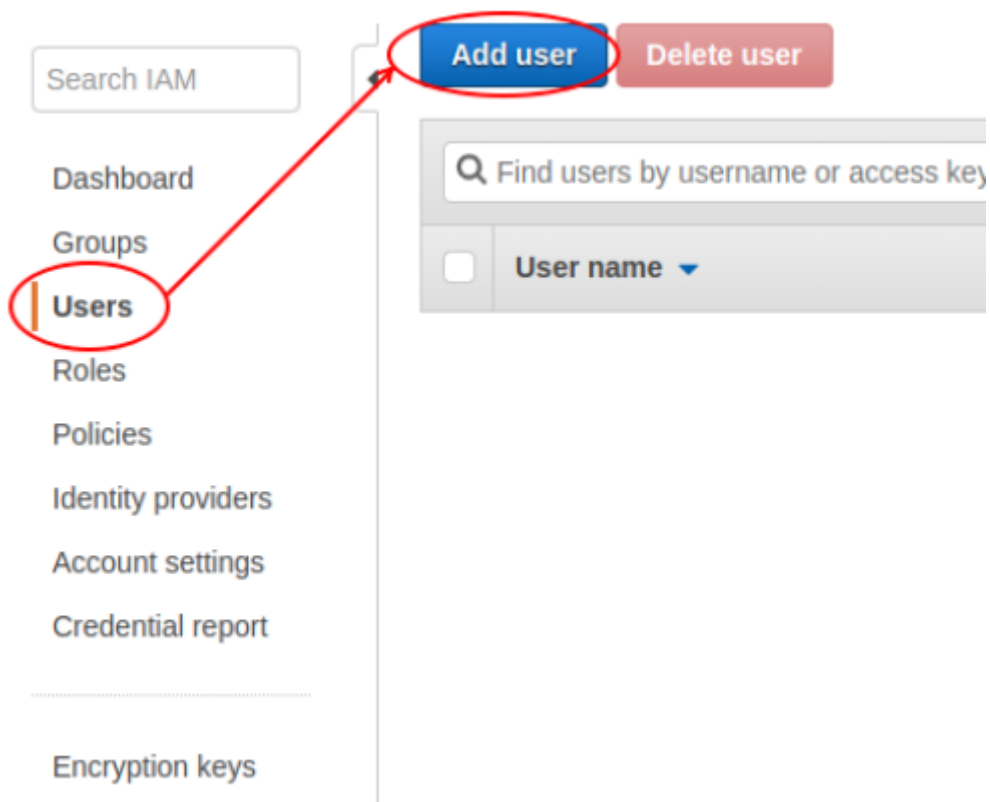 Search IAM
Dashboard
Groups
Users
Roles
Policies
Identity providers
Account settings
Credential report
Encryption keys
Add user
Delete user
Find users by username or access key
User name